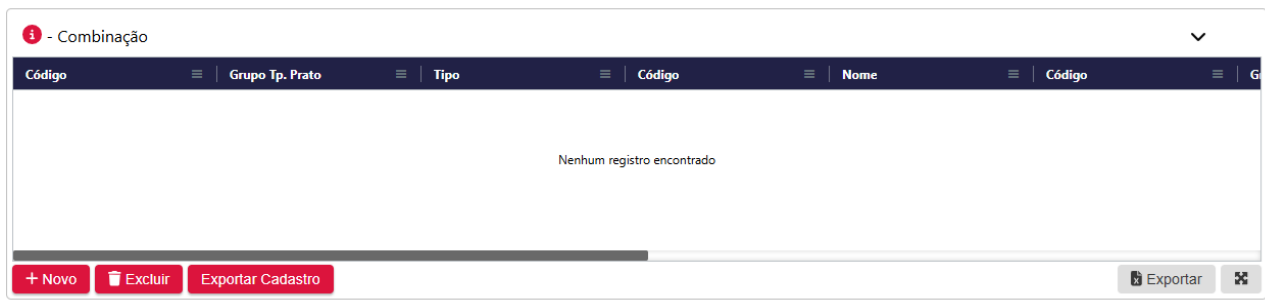 i - Combinação
Código Grupo Tp. Prato Tipo Código Nome Código
Nenhum registro encontrado
+ Novo Excluir Exportar Cadastro Exportar